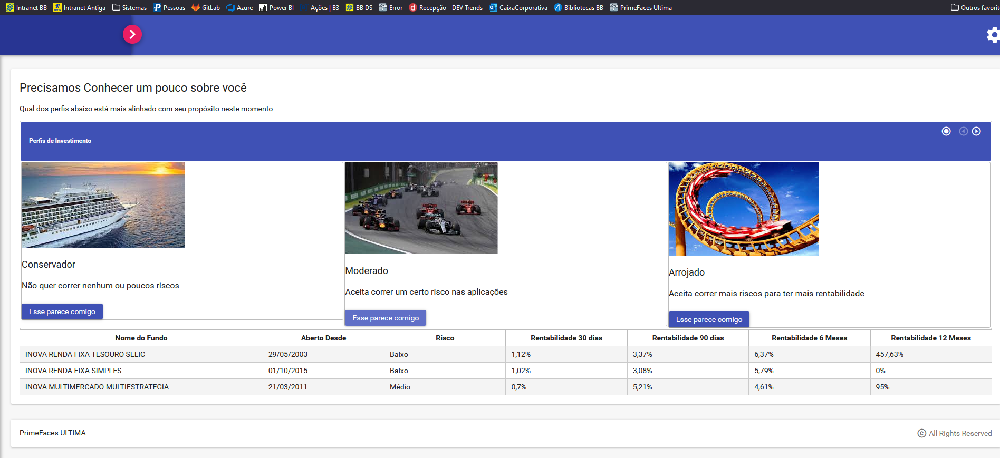 Intranet BB Intranet Antiga Sistemas Pessoas GitLab Azure Power BI Ações | B3 BB DS Error Recepção - DEV Trends CaixaCorporativa Bibliotecas BB PrimeFaces Ultima Outros favorit
Precisamos Conhecer um pouco sobre você
Qual dos perfis abaixo está mais alinhado com seu propósito neste momento
Perfis de Investimento
Conservador
Não quer correr nenhum ou poucos riscos
Esse parece comigo
Moderado
Aceita correr um certo risco nas aplicações
Esse parece comigo
Arrojado
Aceita correr mais riscos para ter mais rentabilidade
Esse parece comigo
Nome do Fundo Aberto Desde Risco Rentabilidade 30 dias Rentabilidade 90 dias Rentabilidade 6 Meses Rentabilidade 12 Meses
INOVA RENDA FIXA TESOURO SELIC 29/05/2003 Baixo 1,12% 3,37% 6,37% 457,63%
INOVA RENDA FIXA SIMPLES 01/10/2015 Baixo 1,02% 3,08% 5,79% 0%
INOVA MULTIMERCADO MULTIESTRATEGIA 21/03/2011 Médio 0,7% 5,21% 4,61% 95%
PrimeFaces ULTIMA © All Rights Reserved